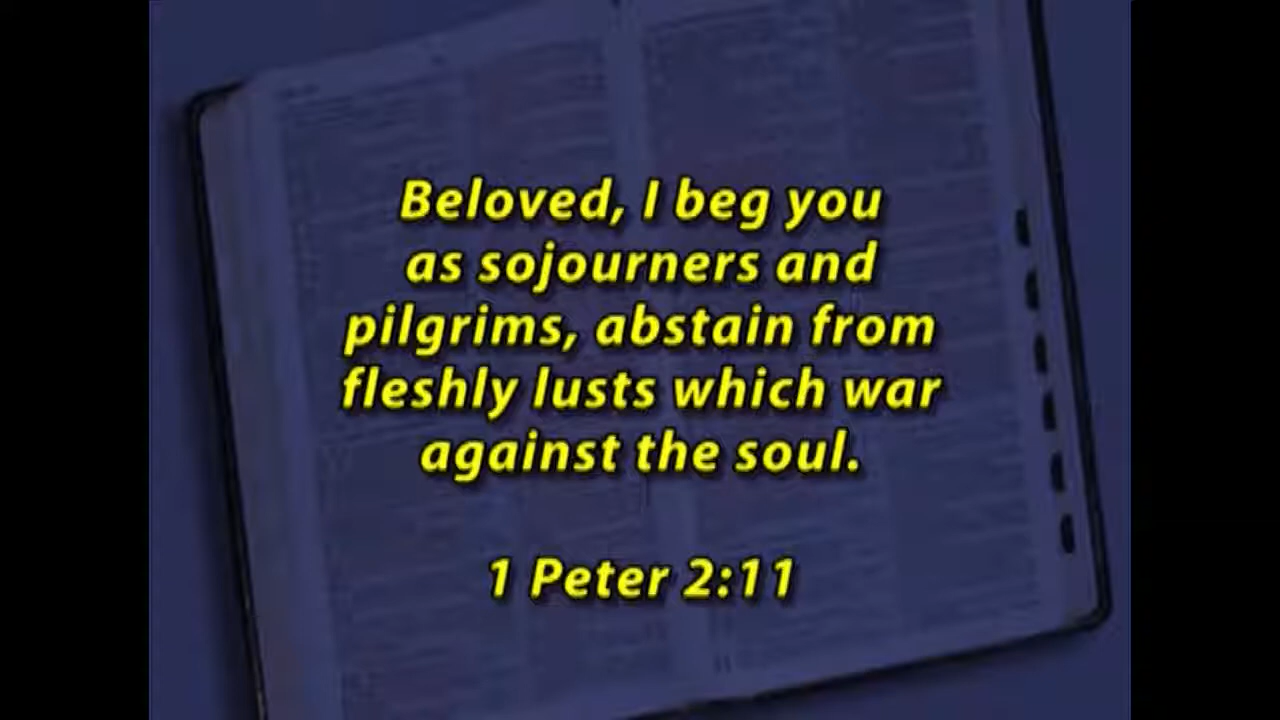 Beloved, I beg you
as sojourners and
pilgrims, abstain from
fleshly lusts which war
against the soul.
1 Peter 2:11